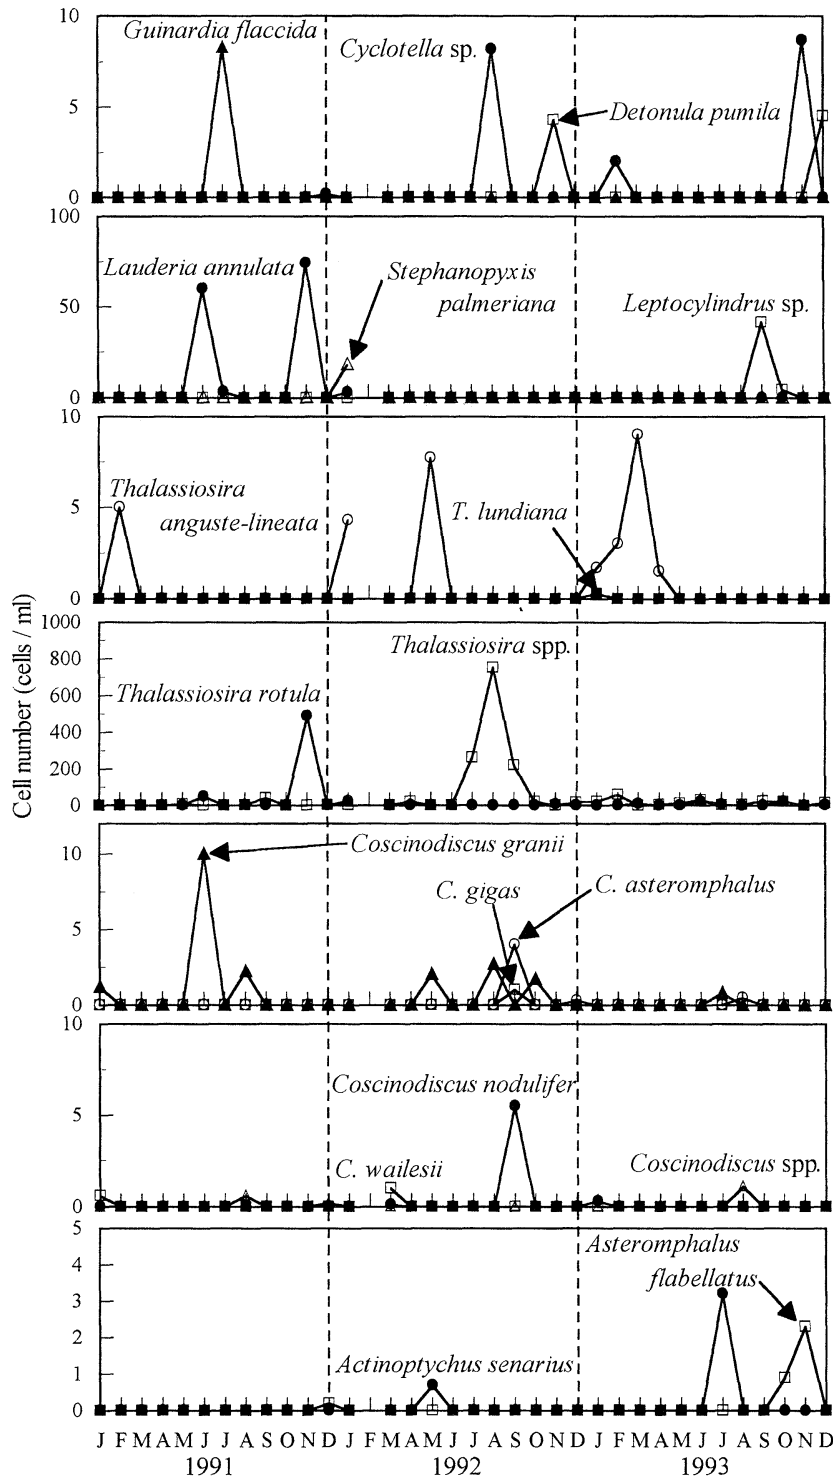 10
Guinardia flaccida
Cyclotella sp.
5
Detonula pumila
0
100
Lauderia annulata
Stephanopyxis
palmeriana
Leptocylindrus sp.
50
0
10
Thalassiosira
anguste-lineata
T. lundiana
5
0
Cell number (cells / ml)
1000
Thalassiosira spp.
800
Thalassiosira rotula
600
400
200
0
Coscinodiscus granii
10
C. gigas
C. asteromphalus
5
0
10
Coscinodiscus nodulifer
5
C. wailesii
Coscinodiscus spp.
0
5
Asteromphalus
flabellatus
4
3
2
Actinoptychus senarius
1
0
J F M A M J J A S O N D J F M A M J J A S O N D J F M A M J J A S O N D
1991 1992 1993